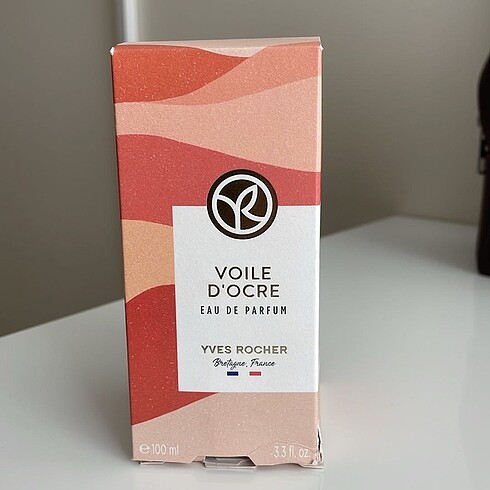 VOILE
D'OCRE
EAU DE PARFUM
YVES ROCHER
Bretagne, France
℮ 100 ml
3.3 fl. oz.